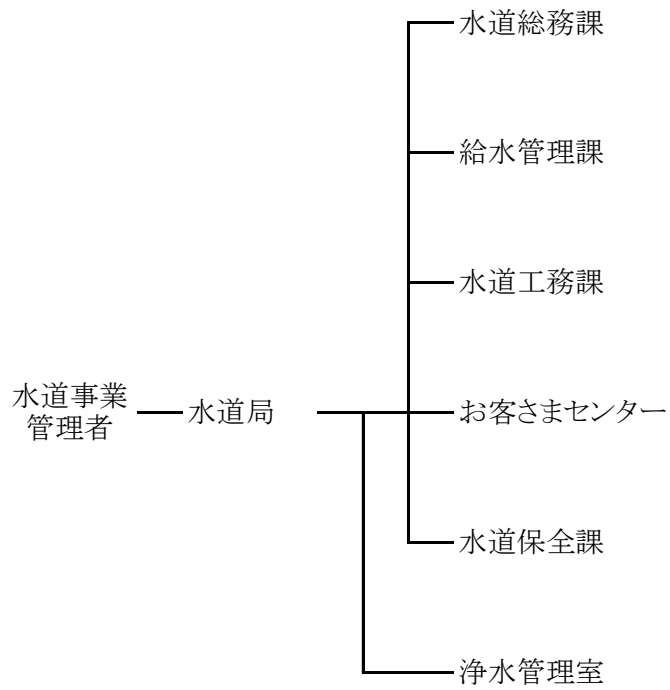 水道総務課
給水管理課
水道工務課
水道事業
管理者
水道局
お客さまセンター
水道保全課
浄水管理室